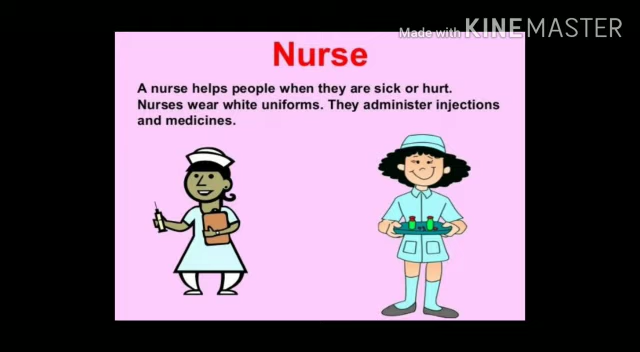 Made with KINEMASTER
Nurse
A nurse helps people when they are sick or hurt.
Nurses wear white uniforms. They administer injections
and medicines.